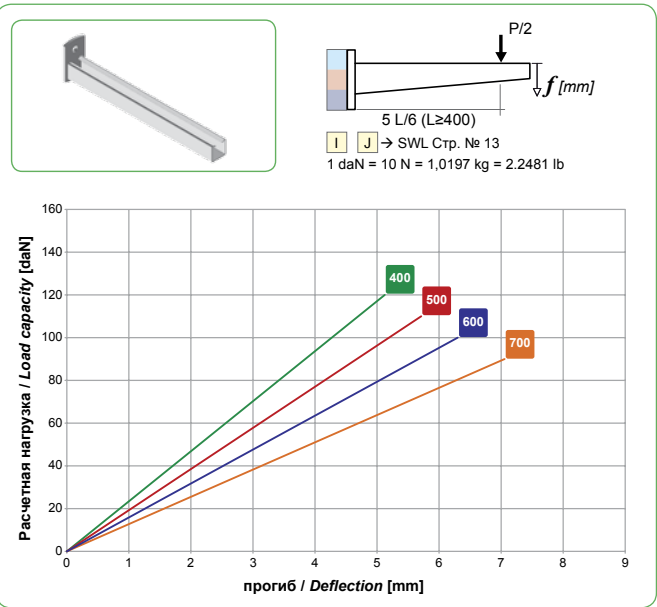 P/2
f [mm]
5 L/6 (L≥400)
I J → SWL Стр. № 13
1 daN = 10 N = 1,0197 kg = 2.2481 lb
Расчетная нагрузка / Load capacity [daN]
160
140
120
100
80
60
40
20
0
400
500
600
700
0 1 2 3 4 5 6 7 8 9
прогиб / Deflection [mm]